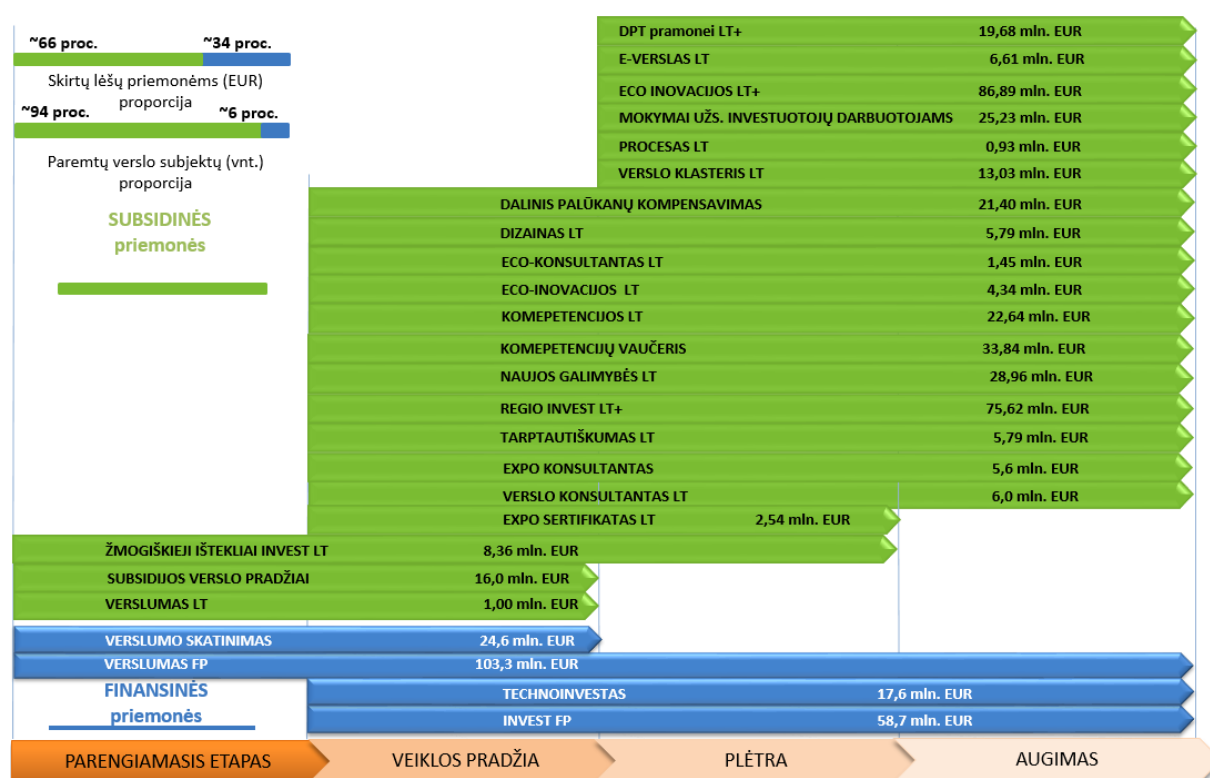 ~66 proc. ~34 proc.
Skirtų lėšų priemonėms (EUR)
proporcija
~94 proc. ~6 proc.
Paremtų verslo subjektų (vnt.)
proporcija
SUBSIDINĖS
priemonės
DPT pramonei LT+ 19,68 mln. EUR
E-VERSLAS LT 6,61 mln. EUR
ECO INOVACIJOS LT+ 86,89 mln. EUR
MOKYMAI UŽS. INVESTUOTOJŲ DARBUOTOJAMS 25,23 mln. EUR
PROCESAS LT 0,93 mln. EUR
VERSLO KLASTERIS LT 13,03 mln. EUR
DALINIS PALŪKANŲ KOMPENSAVIMAS 21,40 mln. EUR
DIZAINAS LT 5,79 mln. EUR
ECO-KONSULTANTAS LT 1,45 mln. EUR
ECO-INOVACIJOS LT 4,34 mln. EUR
KOMEPETENCIJOS LT 22,64 mln. EUR
KOMEPETENCIJŲ VAUČERIS 33,84 mln. EUR
NAUJOS GALIMYBĖS LT 28,96 mln. EUR
REGIO INVEST LT+ 75,62 mln. EUR
TARPTAUTIŠKUMAS LT 5,79 mln. EUR
EXPO KONSULTANTAS 5,6 mln. EUR
VERSLO KONSULTANTAS LT 6,0 mln. EUR
EXPO SERTIFIKATAS LT 2,54 mln. EUR
ŽMOGIŠKIEJI IŠTEKLIAI INVEST LT 8,36 mln. EUR
SUBSIDIJOS VERSLO PRADŽIAI 16,0 mln. EUR
VERSLUMAS LT 1,00 mln. EUR
VERSLUMO SKATINIMAS 24,6 mln. EUR
VERSLUMAS FP 103,3 mln. EUR
FINANSINĖS
priemonės
TECHNOINVESTAS 17,6 mln. EUR
INVEST FP 58,7 mln. EUR
PARENGIAMASIS ETAPAS VEIKLOS PRADŽIA PLĖTRA AUGIMAS